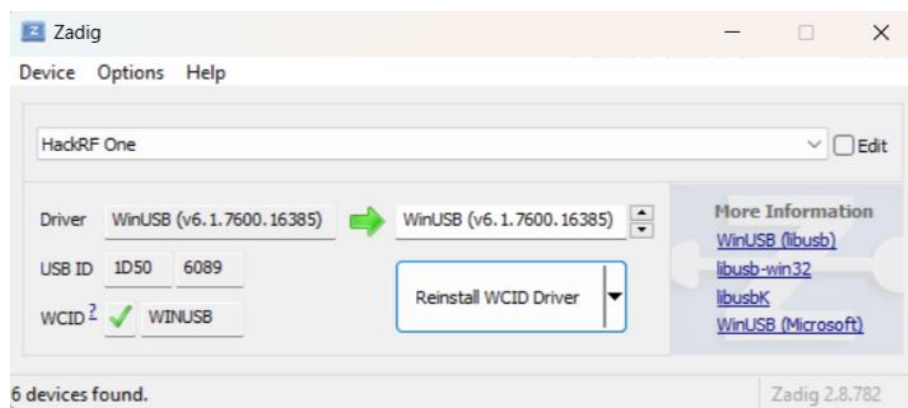 Zadig
Device Options Help
HackRF One
Edit
Driver WinUSB (v6.1.7600.16385) WinUSB (v6.1.7600.16385)
USB ID 1D50 6089
WCID ? WINUSB
Reinstall WCID Driver
More Information
WinUSB (libusb)
libusb-win32
libusbK
WinUSB (Microsoft)
6 devices found.
Zadig 2.8.782